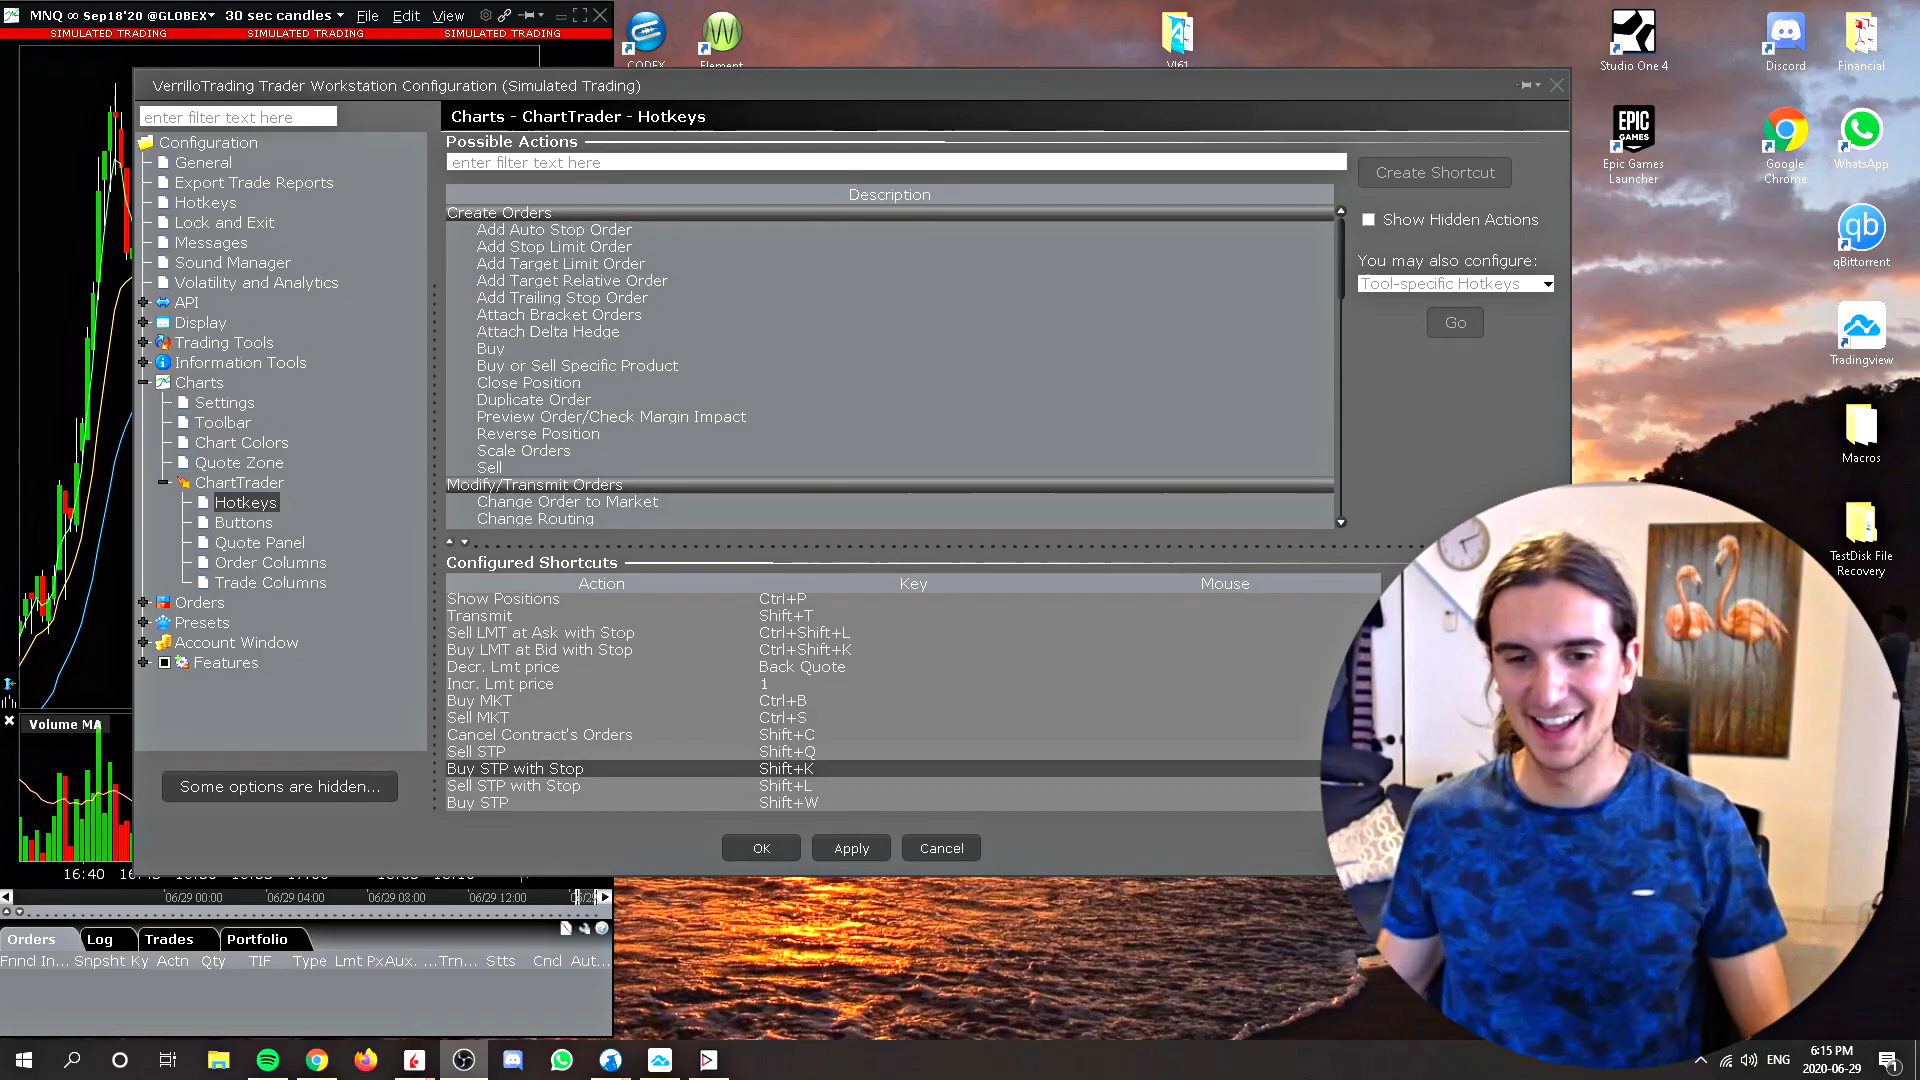 MNQ ∞ Sep18'20 @GLOBEX 30 sec candles File Edit View
SIMULATED TRADING SIMULATED TRADING SIMULATED TRADING
CODEX
Element
VI61
Studio One 4
Discord
Financial
VerrilloTrading Trader Workstation Configuration (Simulated Trading)
enter filter text here
Configuration
General
Export Trade Reports
Hotkeys
Lock and Exit
Messages
Sound Manager
Volatility and Analytics
API
Display
Trading Tools
Information Tools
Charts
Settings
Toolbar
Chart Colors
Quote Zone
ChartTrader
Hotkeys
Buttons
Quote Panel
Order Columns
Trade Columns
Orders
Presets
Account Window
Features
Some options are hidden...
Charts - ChartTrader - Hotkeys
Possible Actions
enter filter text here
Description
Create Orders
Add Auto Stop Order
Add Stop Limit Order
Add Target Limit Order
Add Target Relative Order
Add Trailing Stop Order
Attach Bracket Orders
Attach Delta Hedge
Buy
Buy or Sell Specific Product
Close Position
Duplicate Order
Preview Order/Check Margin Impact
Reverse Position
Scale Orders
Sell
Modify/Transmit Orders
Change Order to Market
Change Routing
Create Shortcut
Show Hidden Actions
You may also configure:
Tool-specific Hotkeys
Go
Configured Shortcuts
Action Key Mouse
Show Positions Ctrl+P
Transmit Shift+T
Sell LMT at Ask with Stop Ctrl+Shift+L
Buy LMT at Bid with Stop Ctrl+Shift+K
Decr. Lmt price Back Quote
Incr. Lmt price 1
Buy MKT Ctrl+B
Sell MKT Ctrl+S
Cancel Contract's Orders Shift+C
Sell STP Shift+Q
Buy STP with Stop Shift+K
Sell STP with Stop Shift+L
Buy STP Shift+W
OK Apply Cancel
EPIC GAMES
Epic Games Launcher
Google Chrome
WhatsApp
qb
qBittorrent
Tradingview
Macros
TestDisk File Recovery
Volume MA
16:40
06/29 00:00 06/29 04:00 06/29 08:00 06/29 12:00
Orders Log Trades Portfolio
Fnncl In... Snpsht Ky Actn Qty TIF Type Lmt Px Aux. ... Trn... Stts Cncl Aut...
ENG
6:15 PM
2020-06-29
1